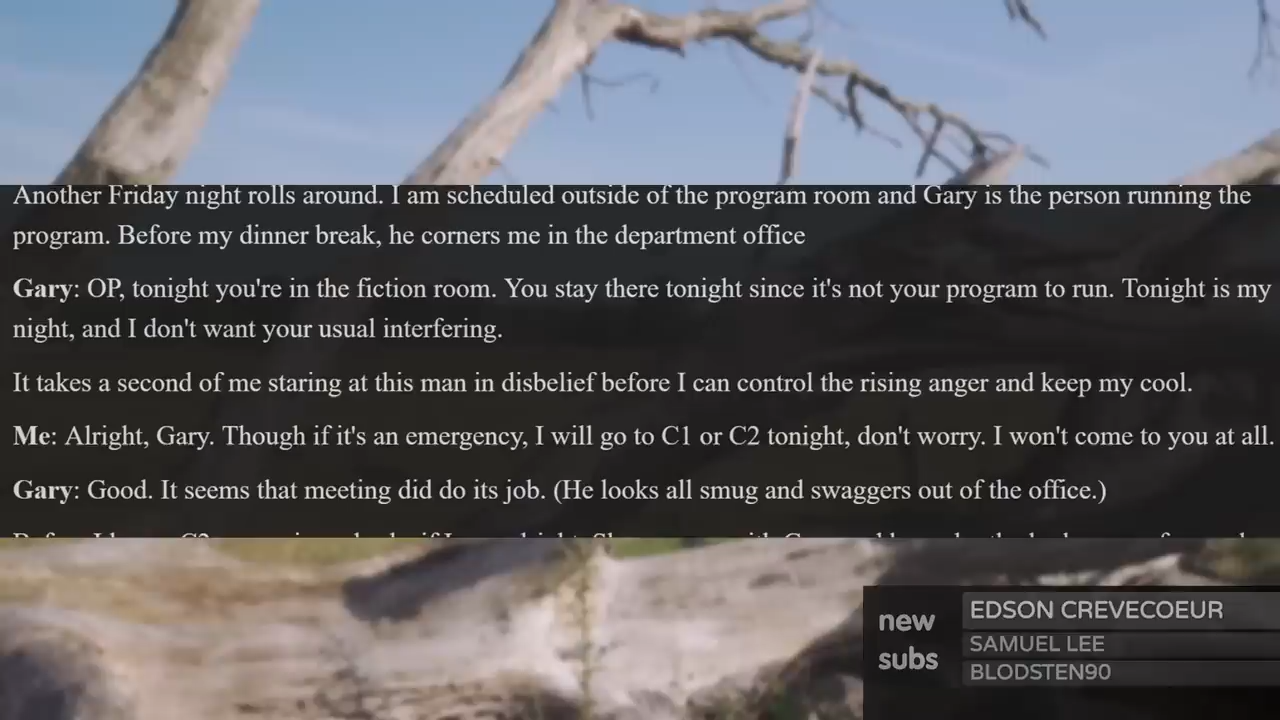 Another Friday night rolls around. I am scheduled outside of the program room and Gary is the person running the
program. Before my dinner break, he corners me in the department office
Gary: OP, tonight you're in the fiction room. You stay there tonight since it's not your program to run. Tonight is my
night, and I don't want your usual interfering.
It takes a second of me staring at this man in disbelief before I can control the rising anger and keep my cool.
Me: Alright, Gary. Though if it's an emergency, I will go to C1 or C2 tonight, don't worry. I won't come to you at all.
Gary: Good. It seems that meeting did do its job. (He looks all smug and swaggers out of the office.)
new
subs
EDSON CREVECOEUR
SAMUEL LEE
BLODSTEN90